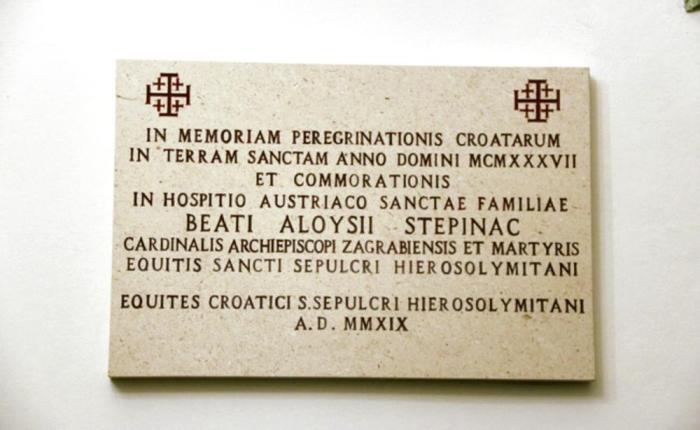 IN MEMORIAM PEREGRINATIONIS CROATARUM
IN TERRAM SANCTAM ANNO DOMINI MCMXXXVII
ET COMMORATIONIS
IN HOSPITIO AUSTRIACO SANCTAE FAMILIAE
BEATI ALOYSII STEPINAC
CARDINALIS ARCHIEPISCOPI ZAGRABIENSIS ET MARTYRIS
EQUITIS SANCTI SEPULCRI HIEROSOLYMITANI
EQUITES CROATICI S.SEPULCRI HIEROSOLYMITANI
A.D. MMXIX